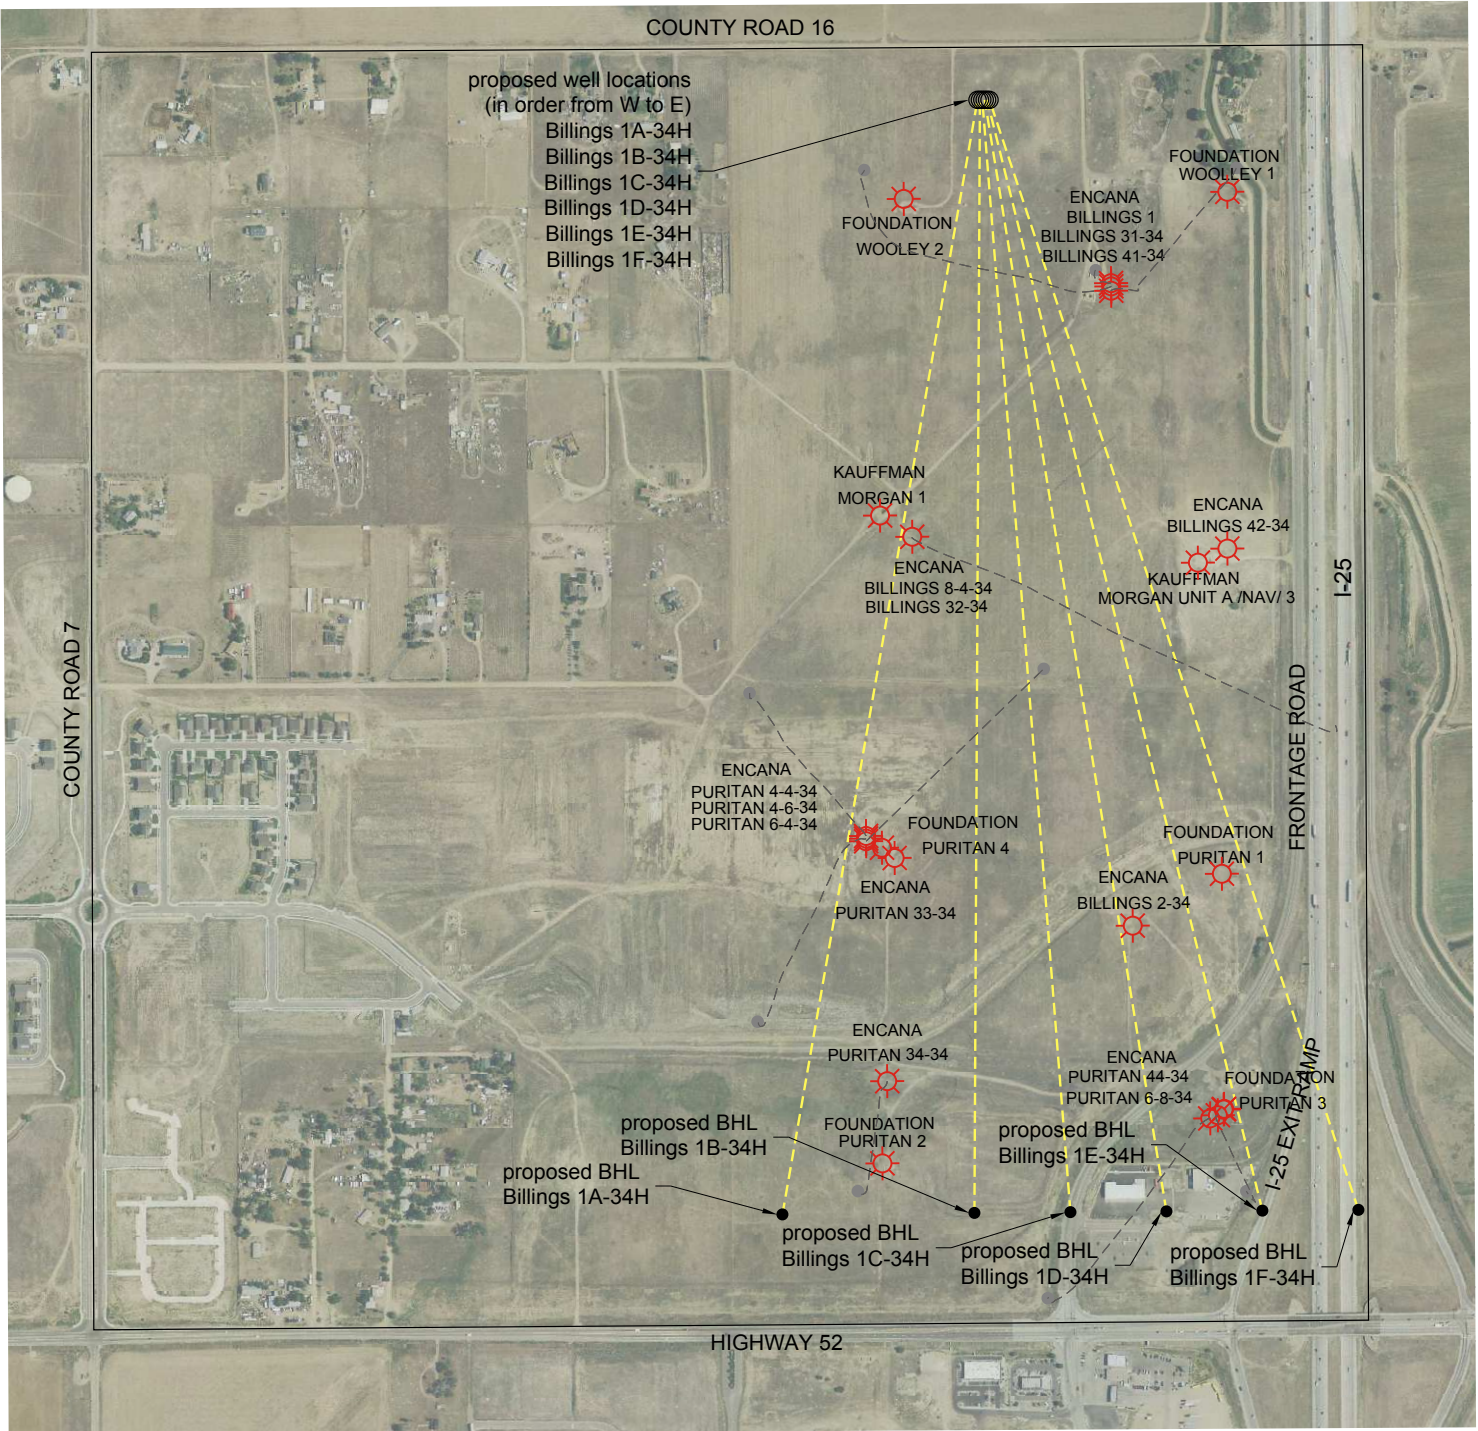 COUNTY ROAD 16
proposed well locations
(in order from W to E)
Billings 1A-34H
Billings 1B-34H
Billings 1C-34H
Billings 1D-34H
Billings 1E-34H
Billings 1F-34H
FOUNDATION
WOOLEY 2
ENCANA
BILLINGS 1
BILLINGS 31-34
BILLINGS 41-34
FOUNDATION
WOOLLEY 1
KAUFFMAN
MORGAN 1
ENCANA
BILLINGS 8-4-34
BILLINGS 32-34
ENCANA
BILLINGS 42-34
KAUFFMAN
MORGAN UNIT A /NAV/ 3
I-25
COUNTY ROAD 7
FRONTAGE ROAD
ENCANA
PURITAN 4-4-34
PURITAN 4-6-34
PURITAN 6-4-34
FOUNDATION
PURITAN 4
ENCANA
PURITAN 33-34
FOUNDATION
PURITAN 1
ENCANA
BILLINGS 2-34
ENCANA
PURITAN 34-34
FOUNDATION
PURITAN 2
ENCANA
PURITAN 44-34
PURITAN 6-8-34
FOUNDATION
PURITAN 3
I-25 EXIT RAMP
proposed BHL
Billings 1B-34H
proposed BHL
Billings 1A-34H
proposed BHL
Billings 1E-34H
proposed BHL
Billings 1C-34H
proposed BHL
Billings 1D-34H
proposed BHL
Billings 1F-34H
HIGHWAY 52